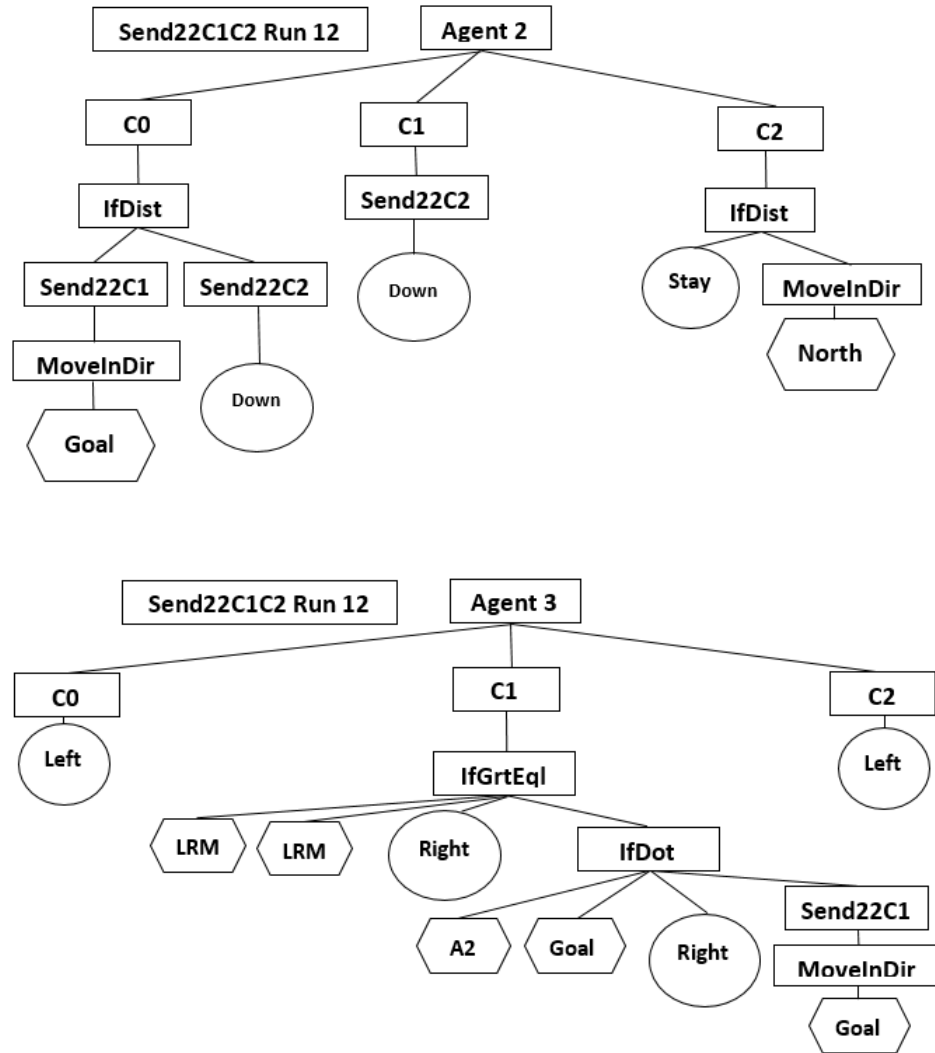 Send22C1C2 Run 12
Agent 2
C0
C1
C2
IfDist
Send22C2
IfDist
Send22C1
Send22C2
Down
Stay
MoveInDir
MoveInDir
Down
North
Goal
Send22C1C2 Run 12
Agent 3
C0
C1
C2
Left
IfGrtEql
Left
LRM
LRM
Right
IfDot
Send22C1
A2
Goal
Right
MoveInDir
Goal